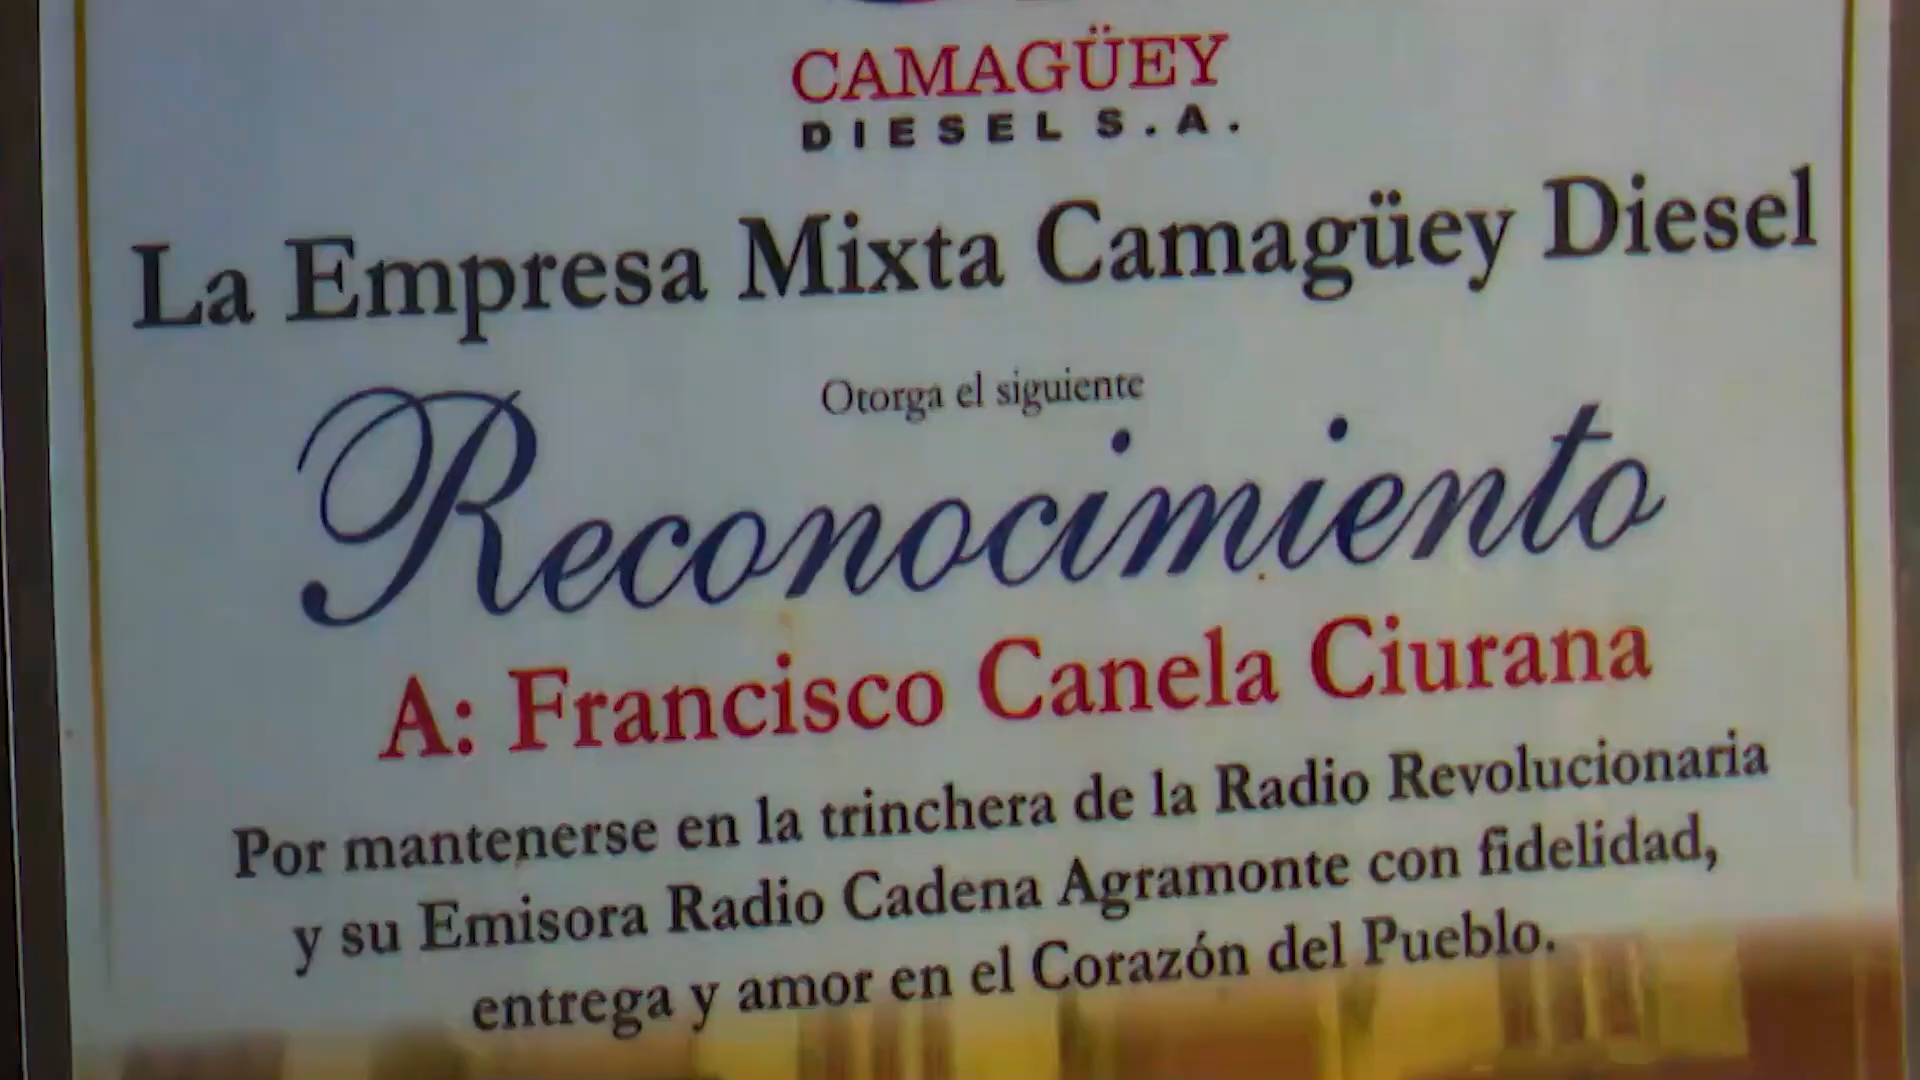 CAMAGÜEY
DIESEL S.A.
La Empresa Mixta Camagüey Diesel
Otorga el siguiente
Reconocimiento
A: Francisco Canela Ciurana
Por mantenerse en la trinchera de la Radio Revolucionaria
y su Emisora Radio Cadena Agramonte con fidelidad,
entrega y amor en el Corazón del Pueblo.